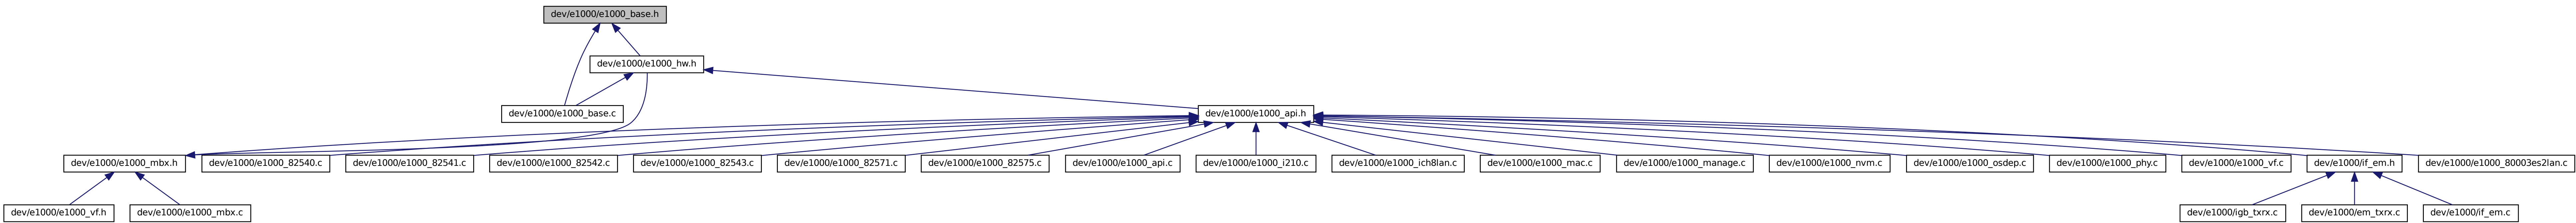 dev/e1000/e1000_base.h
dev/e1000/e1000_hw.h
dev/e1000/e1000_base.c
dev/e1000/e1000_api.h
dev/e1000/e1000_mbx.h
dev/e1000/e1000_82540.c
dev/e1000/e1000_82541.c
dev/e1000/e1000_82542.c
dev/e1000/e1000_82543.c
dev/e1000/e1000_82571.c
dev/e1000/e1000_82575.c
dev/e1000/e1000_api.c
dev/e1000/e1000_i210.c
dev/e1000/e1000_ich8lan.c
dev/e1000/e1000_mac.c
dev/e1000/e1000_manage.c
dev/e1000/e1000_nvm.c
dev/e1000/e1000_osdep.c
dev/e1000/e1000_phy.c
dev/e1000/e1000_vf.c
dev/e1000/if_em.h
dev/e1000/e1000_80003es2lan.c
dev/e1000/e1000_vf.h
dev/e1000/e1000_mbx.c
dev/e1000/igb_txrx.c
dev/e1000/em_txrx.c
dev/e1000/if_em.c